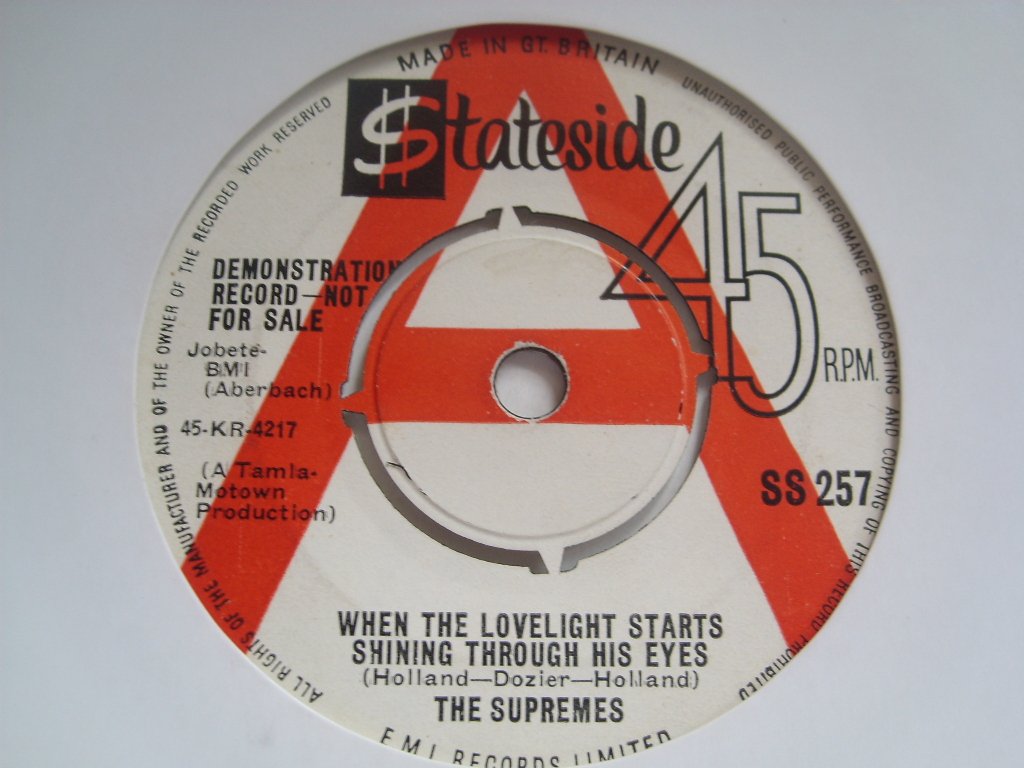 MADE IN GT. BRITAIN
Stateside
45
R.P.M.
DEMONSTRATION
RECORD—NOT
FOR SALE
Jobete-
BMI
(Aberbach)
45-KR-4217
(A Tamla-
Motown
Production)
SS 257
WHEN THE LOVELIGHT STARTS
SHINING THROUGH HIS EYES
(Holland—Dozier—Holland)
THE SUPREMES
E.M.I. RECORDS LIMITED
ALL RIGHTS OF THE MANUFACTURER AND OF THE OWNER OF THE RECORDED WORK RESERVED
UNAUTHORISED PUBLIC PERFORMANCE BROADCASTING AND COPYING OF THIS RECORD PROHIBITED
A